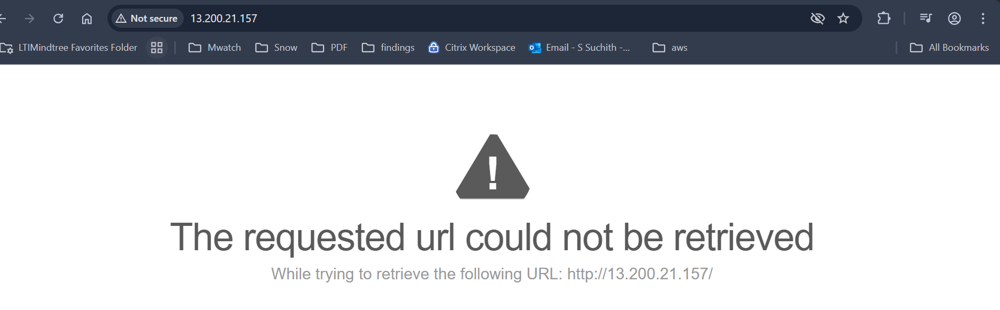 Not secure 13.200.21.157
LTIMindtree Favorites Folder Mwatch Snow PDF findings Citrix Workspace Email - S Suchith -... aws All Bookmarks
!
The requested url could not be retrieved
While trying to retrieve the following URL: http://13.200.21.157/